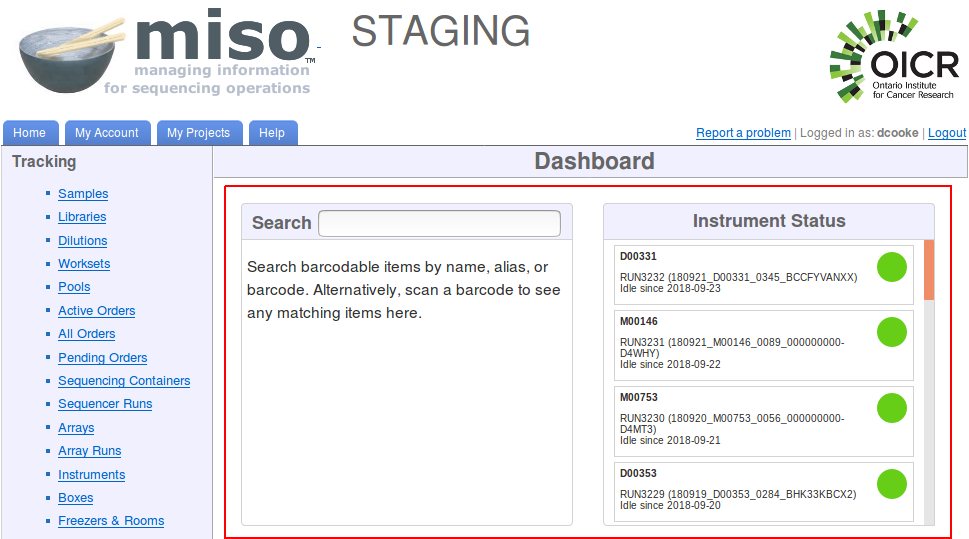 miso™
managing information
for sequencing operations
STAGING
OICR
Ontario Institute
for Cancer Research
Home
My Account
My Projects
Help
Report a problem | Logged in as: dcooke | Logout
Tracking
Samples
Libraries
Dilutions
Worksets
Pools
Active Orders
All Orders
Pending Orders
Sequencing Containers
Sequencer Runs
Arrays
Array Runs
Instruments
Boxes
Freezers & Rooms
Dashboard
Search
Search barcodable items by name, alias, or
barcode. Alternatively, scan a barcode to see
any matching items here.
Instrument Status
D00331
RUN3232 (180921_D00331_0345_BCCFYVANXX)
Idle since 2018-09-23
M00146
RUN3231 (180921_M00146_0089_000000000-
D4WHY)
Idle since 2018-09-22
M00753
RUN3230 (180920_M00753_0056_000000000-
D4MT3)
Idle since 2018-09-21
D00353
RUN3229 (180919_D00353_0284_BHK33KBCX2)
Idle since 2018-09-20